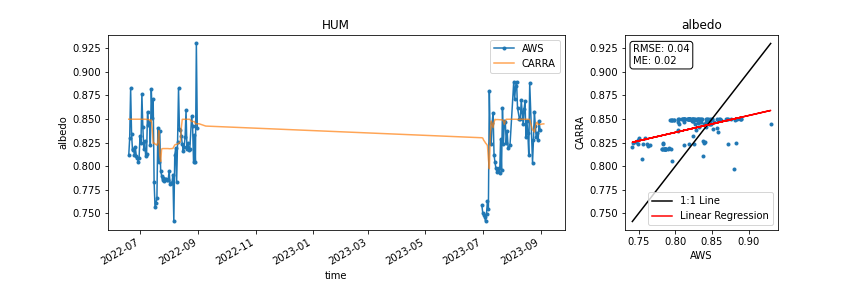 HUM
albedo
0.925
0.900
0.875
0.850
0.825
0.800
0.775
0.750
AWS
CARRA
2022-07
2022-09
2022-11
2023-01
2023-03
2023-05
2023-07
2023-09
time
albedo
CARRA
0.925
0.900
0.875
0.850
0.825
0.800
0.775
0.750
RMSE: 0.04
ME: 0.02
1:1 Line
Linear Regression
0.75
0.80
0.85
0.90
AWS